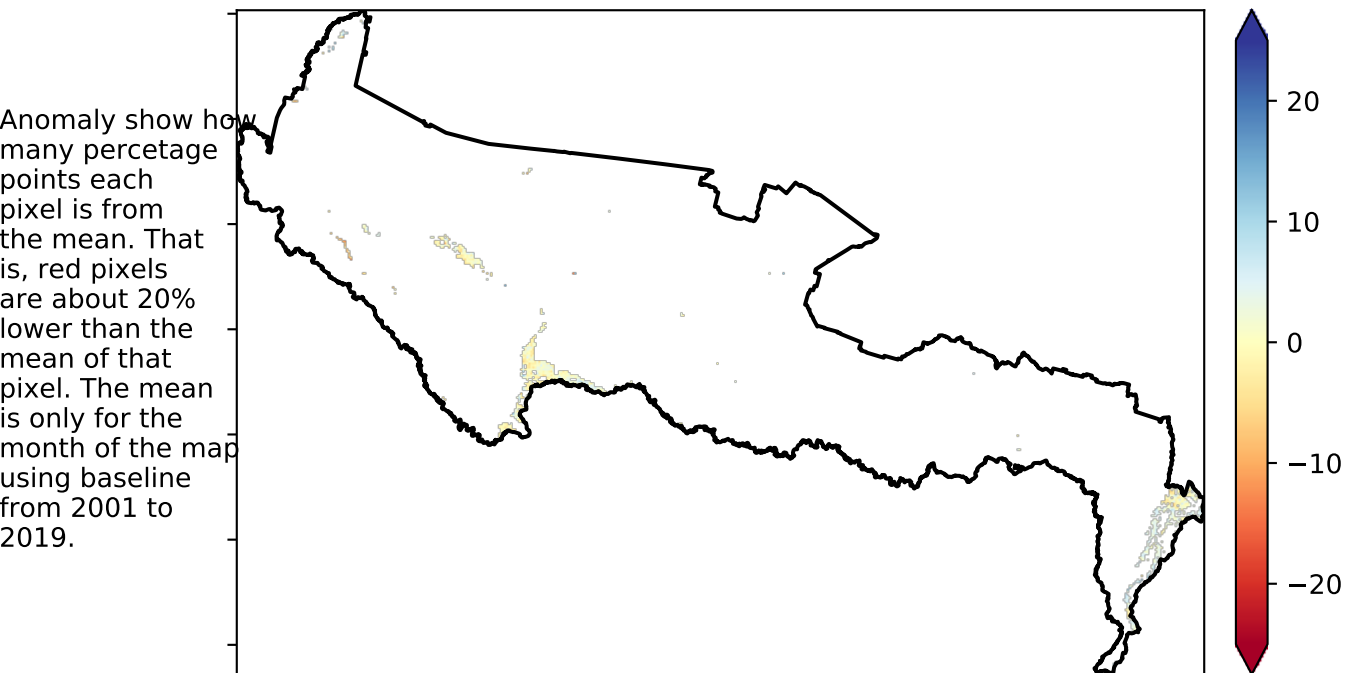 Anomaly show how
many percetage
points each
pixel is from
the mean. That
is, red pixels
are about 20%
lower than the
mean of that
pixel. The mean
is only for the
month of the map
using baseline
from 2001 to
2019.
20
10
0
−10
−20